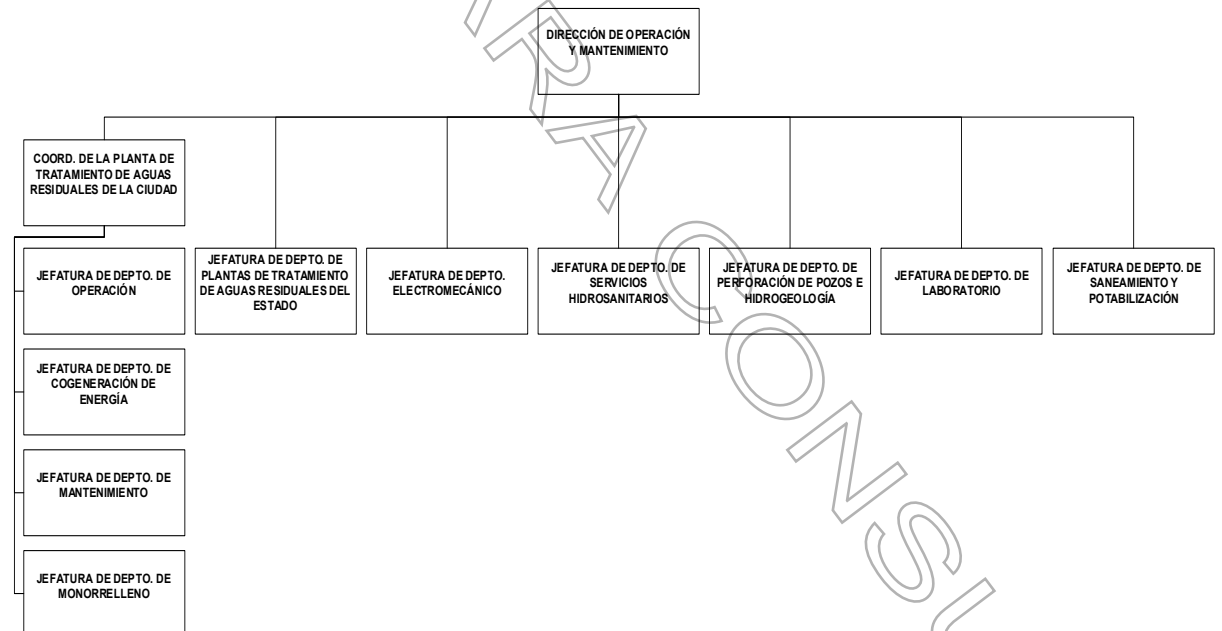 DIRECCIÓN DE OPERACIÓN
Y MANTENIMIENTO
COORD. DE LA PLANTA DE
TRATAMIENTO DE AGUAS
RESIDUALES DE LA CIUDAD
JEFATURA DE DEPTO. DE
OPERACIÓN
JEFATURA DE DEPTO. DE
PLANTAS DE TRATAMIENTO
DE AGUAS RESIDUALES DEL
ESTADO
JEFATURA DE DEPTO.
ELECTROMECÁNICO
JEFATURA DE DEPTO. DE
SERVICIOS
HIDROSANITARIOS
JEFATURA DE DEPTO. DE
PERFORACIÓN DE POZOS E
HIDROGEOLOGÍA
JEFATURA DE DEPTO. DE
LABORATORIO
JEFATURA DE DEPTO. DE
SANEAMIENTO Y
POTABILIZACIÓN
JEFATURA DE DEPTO. DE
COGENERACIÓN DE
ENERGÍA
JEFATURA DE DEPTO. DE
MANTENIMIENTO
JEFATURA DE DEPTO. DE
MONORRELLENO